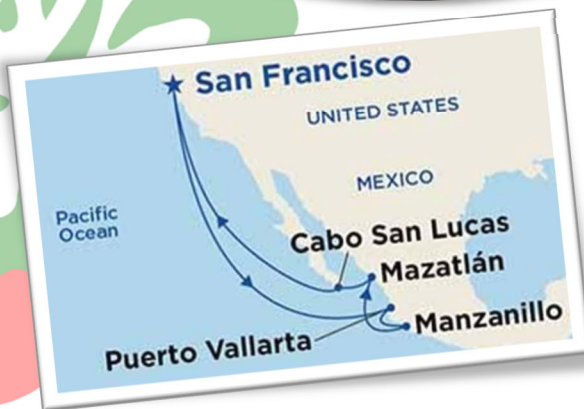 San Francisco
UNITED STATES
MEXICO
Pacific
Ocean
Cabo San Lucas
Mazatlán
Manzanillo
Puerto Vallarta